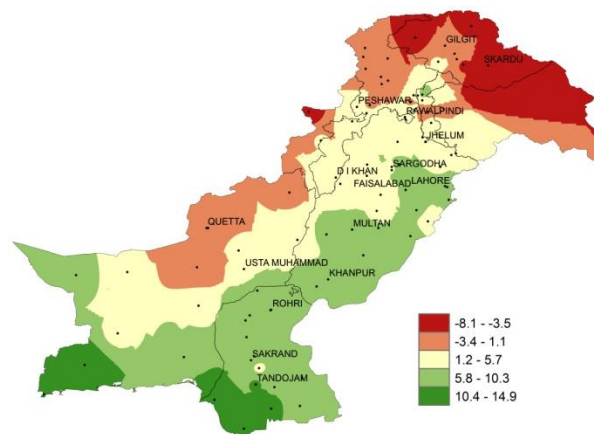 GILGIT
SKARDU
PESHAWAR
RAWALPINDI
JHELUM
D I KHAN
SARGODHA
FAISALABAD
LAHORE
QUETTA
MULTAN
USTA MUHAMMAD
KHANPUR
ROHRI
SAKRAND
TANDOJAM
-8.1 - -3.5
-3.4 - 1.1
1.2 - 5.7
5.8 - 10.3
10.4 - 14.9